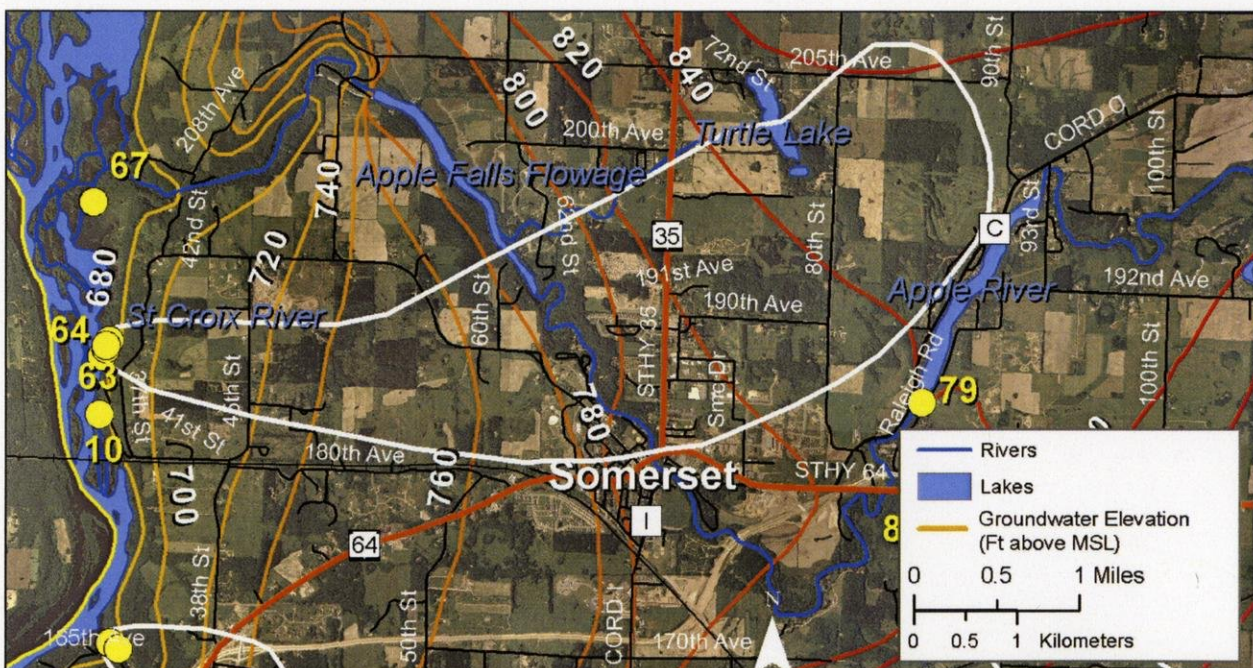 72nd St
205th Ave
90th St
820
840
208th Ave
800
CORD C
200th Ave
Turtle Lake
100th St
67
740
Apple Falls Flowage
42nd St
62nd St
80th St
C
93rd St
35
720
680
191st Ave
192nd Ave
190th Ave
Apple River
64
St Croix River
60th St
STHY 35
63
Raleigh Rd
100th St
45th St
79
10
41st St
780
180th Ave
Somerset
STHY 64
700
760
I
8
64
38th St
165th Ave
50th St
CORD I
170th Ave
Rivers
Lakes
Groundwater Elevation
(Ft above MSL)
0 0.5 1 Miles
0 0.5 1 Kilometers